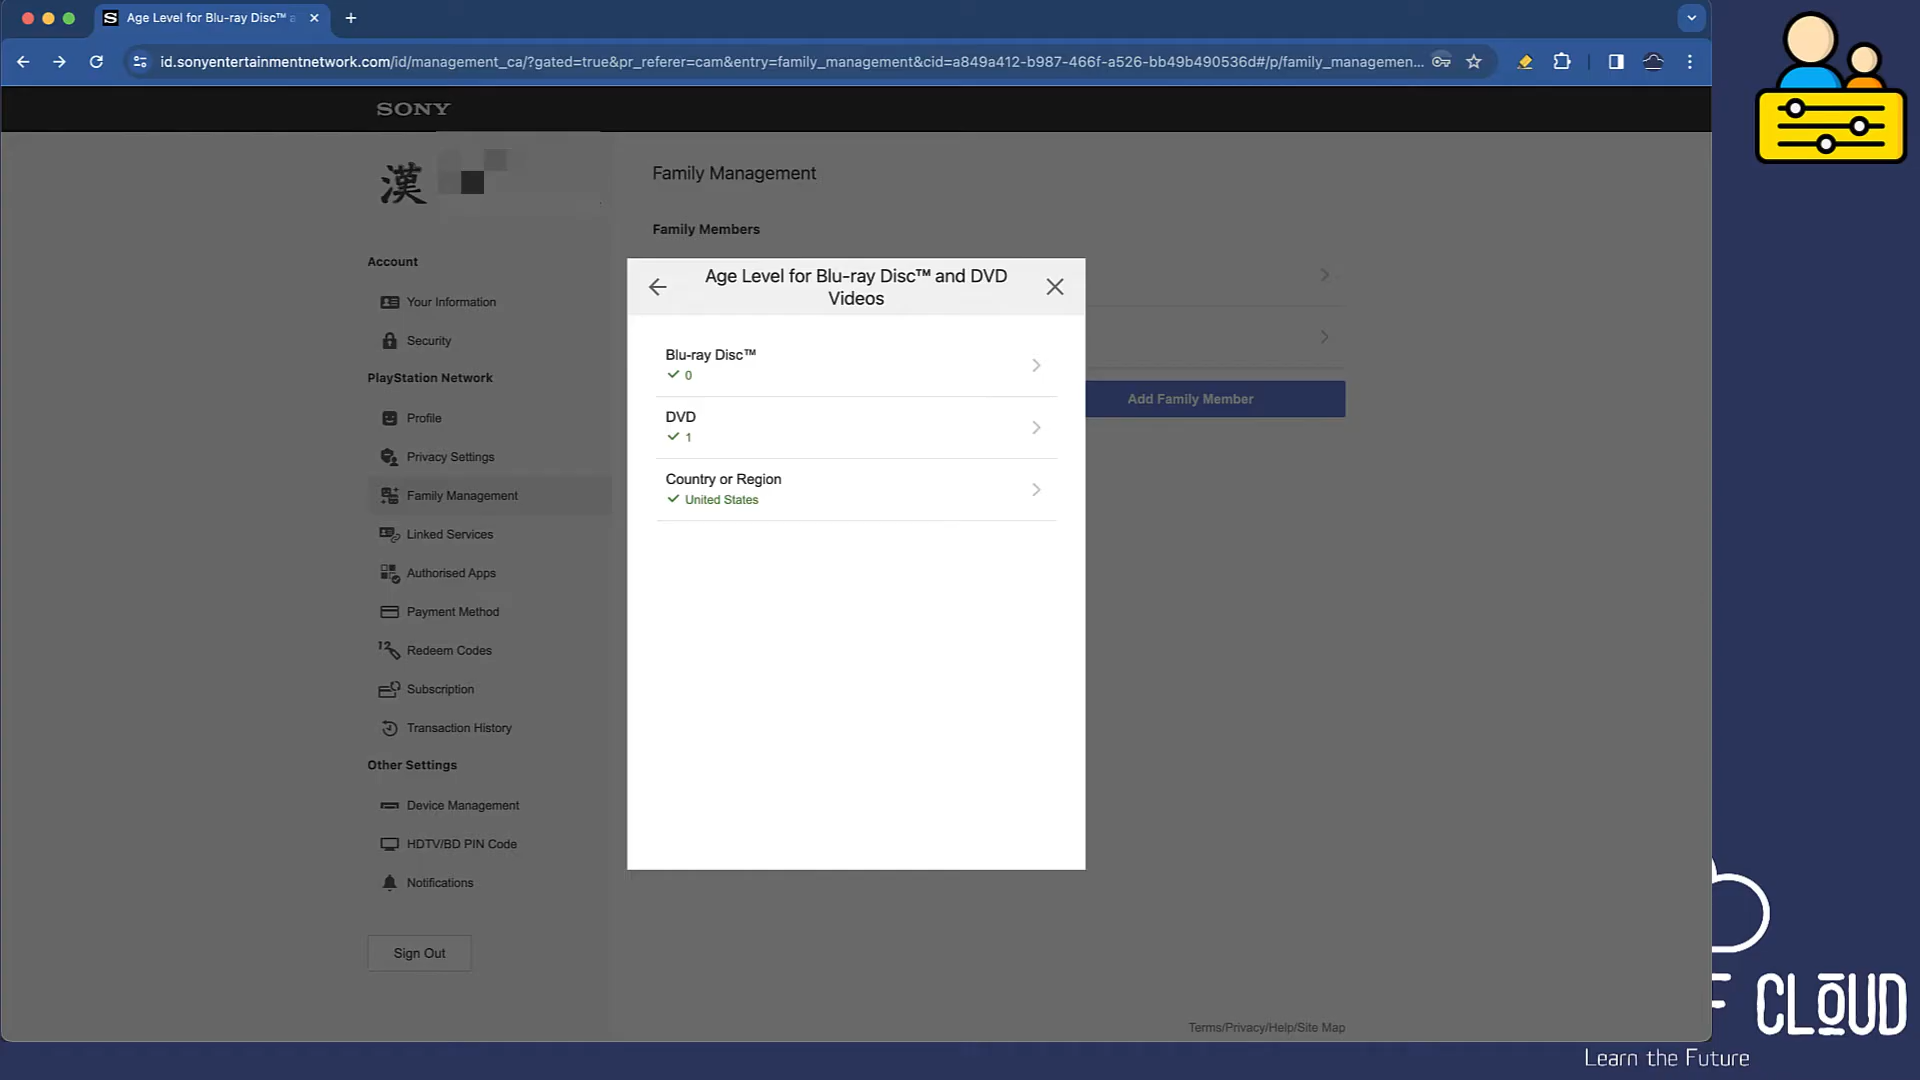 Age Level for Blu-ray Disc™ a
id.sonyentertainmentnetwork.com/id/management_ca/?gated=true&pr_referer=cam&entry=family_management&cid=a849a412-b987-466f-a526-bb49b490536d#/p/family_managemen...
SONY
漢
Account
Your Information
Security
PlayStation Network
Profile
Privacy Settings
Family Management
Linked Services
Authorised Apps
Payment Method
Redeem Codes
Subscription
Transaction History
Other Settings
Device Management
HDTV/BD PIN Code
Notifications
Sign Out
Family Management
Family Members
Add Family Member
Age Level for Blu-ray Disc™ and DVD
Videos
Blu-ray Disc™
0
DVD
1
Country or Region
United States
Terms/Privacy/Help/Site Map
F CLOUD
Learn the Future